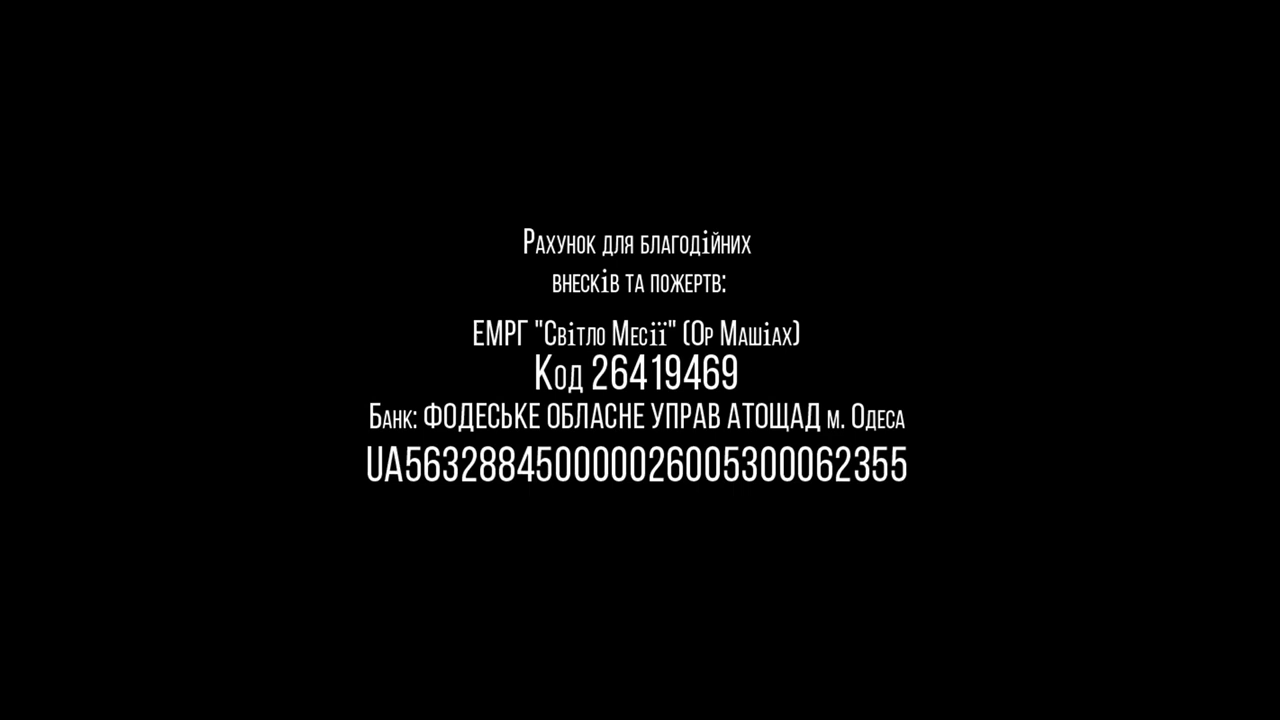 Рахунок для благодійних
внесків та пожертв:
ЕМРГ "Світло Месії" (Ор Машіах)
Код 26419469
Банк: ФОДЕСЬКЕ ОБЛАСНЕ УПРАВ АТОЩАД м. Одеса
UA563288450000026005300062355